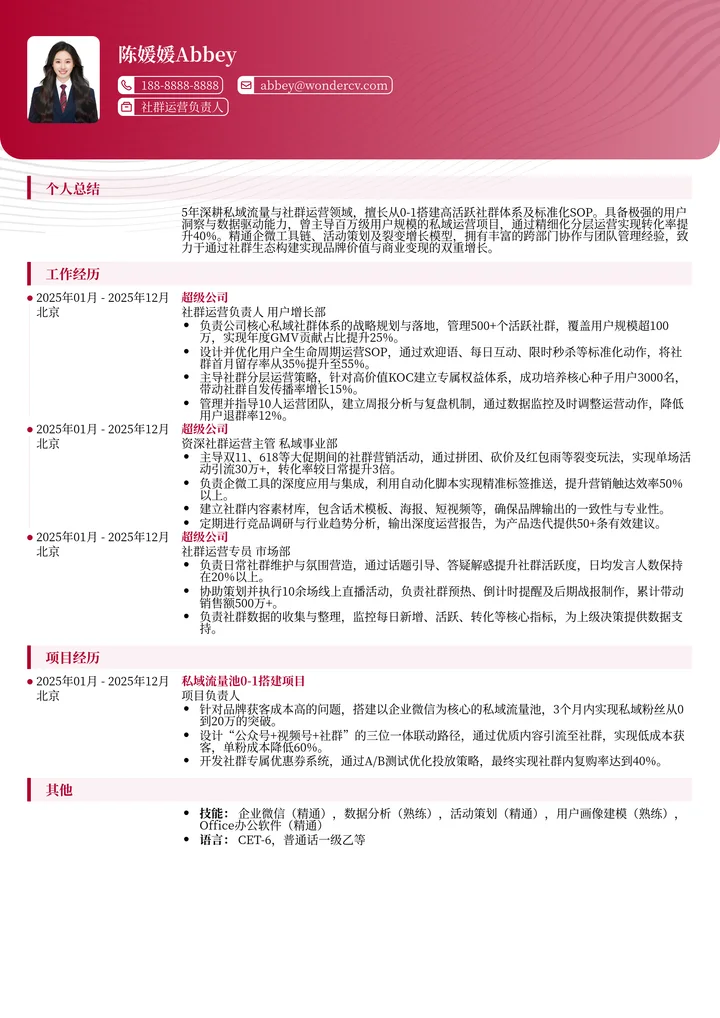 陈媛媛Abbey
188-8888-8888
abbey@wondercv.com
社群运营负责人
个人总结
5年深耕私域流量与社群运营领域，擅长从0-1搭建高活跃社群体系及标准化SOP。具备极强的用户
洞察与数据驱动能力，曾主导百万级用户规模的私域运营项目，通过精细化分层运营实现转化率提
升40%。精通企微工具链、活动策划及裂变增长模型，拥有丰富的跨部门协作与团队管理经验，致
力于通过社群生态构建实现品牌价值与商业变现的双重增长。
工作经历
2025年01月 - 2025年12月 超级公司
北京 社群运营负责人 用户增长部
• 负责公司核心私域社群体系的战略规划与落地，管理500+个活跃社群，覆盖用户规模超100
万，实现年度GMV贡献占比提升25%。
• 设计并优化用户全生命周期运营SOP，通过欢迎语、每日互动、限时秒杀等标准化动作，将社
群首月留存率从35%提升至55%。
• 主导社群分层运营策略，针对高价值KOC建立专属权益体系，成功培养核心种子用户3000名，
带动社群自发传播率增长15%。
• 管理并指导10人运营团队，建立周报分析与复盘机制，通过数据监控及时调整运营动作，降低
用户退群率12%。
2025年01月 - 2025年12月 超级公司
北京 资深社群运营主管 私域事业部
• 主导双11、618等大促期间的社群营销活动，通过拼团、砍价及红包雨等裂变玩法，实现单场活
动引流30万+，转化率较日常提升3倍。
• 负责企微工具的深度应用与集成，利用自动化脚本实现精准标签推送，提升营销触达效率50%
以上。
• 建立社群内容素材库，包含话术模板、海报、短视频等，确保品牌输出的一致性与专业性。
• 定期进行竞品调研与行业趋势分析，输出深度运营报告，为产品迭代提供50+条有效建议。
2025年01月 - 2025年12月 超级公司
北京 社群运营专员 市场部
• 负责日常社群维护与氛围营造，通过话题引导、答疑解惑提升社群活跃度，日均发言人数保持
在20%以上。
• 协助策划并执行10余场线上直播活动，负责社群预热、倒计时提醒及后期战报制作，累计带动
销售额500万+。
• 负责社群数据的收集与整理，监控每日新增、活跃、转化等核心指标，为上级决策提供数据支
持。
项目经历
2025年01月 - 2025年12月 私域流量池0-1搭建项目
北京 项目负责人
• 针对品牌获客成本高的问题，搭建以企业微信为核心的私域流量池，3个月内实现私域粉丝从0
到20万的突破。
• 设计“公众号+视频号+社群”的三位一体联动路径，通过优质内容引流至社群，实现低成本获
客，单粉成本降低60%。
• 开发社群专属优惠券系统，通过A/B测试优化投放策略，最终实现社群内复购率达到40%。
其他
• 技能： 企业微信（精通），数据分析（熟练），活动策划（精通），用户画像建模（熟练），
Office办公软件（精通）
• 语言： CET-6，普通话一级乙等